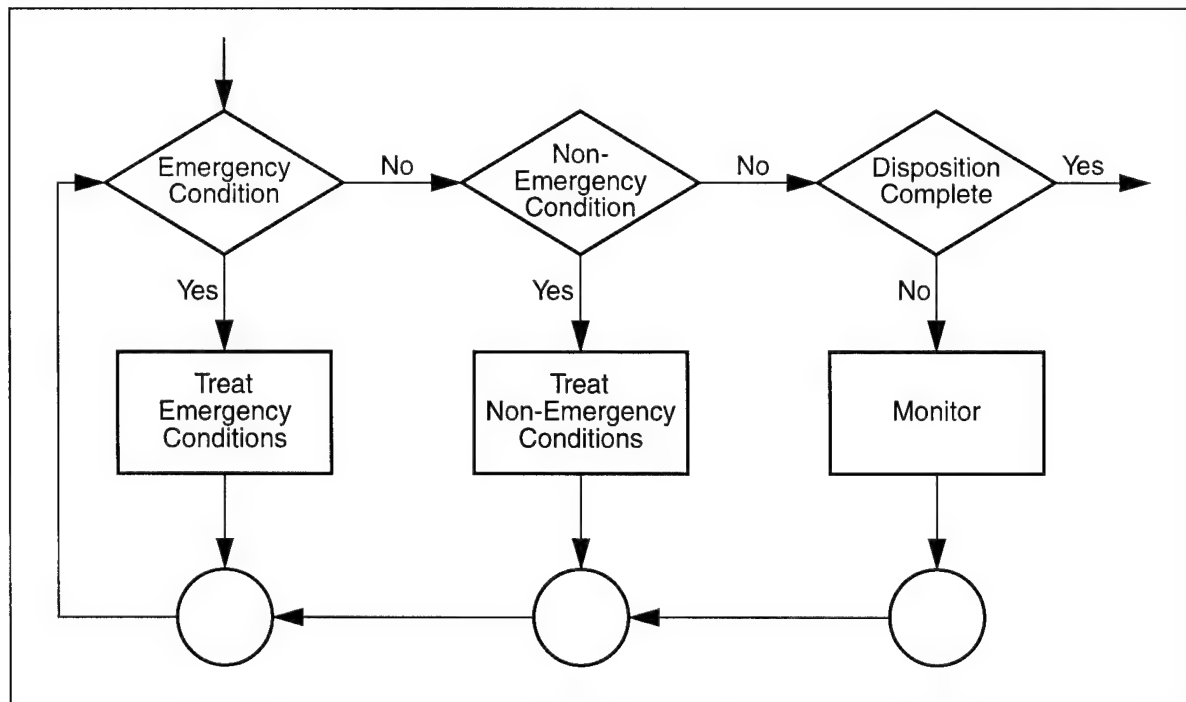 Emergency
Condition
No
Non-
Emergency
Condition
No
Disposition
Complete
Yes
Yes
Yes
No
Treat
Emergency
Conditions
Treat
Non-Emergency
Conditions
Monitor